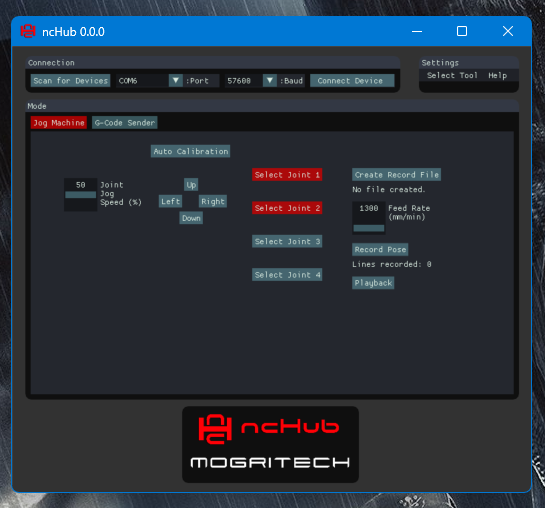 ncHub 0.0.0
Connection
Scan for Devices COM6 :Port 57600 :Baud Connect Device
Settings
Select Tool Help
Mode
Jog Machine G-Code Sender
Auto Calibration
50 Joint
Jog
Speed (%)
Up
Left Right
Down
Select Joint 1
Select Joint 2
Select Joint 3
Select Joint 4
Create Record File
No file created.
1300 Feed Rate
(mm/min)
Record Pose
Lines recorded: 0
Playback
ncHub
MOGRITECH